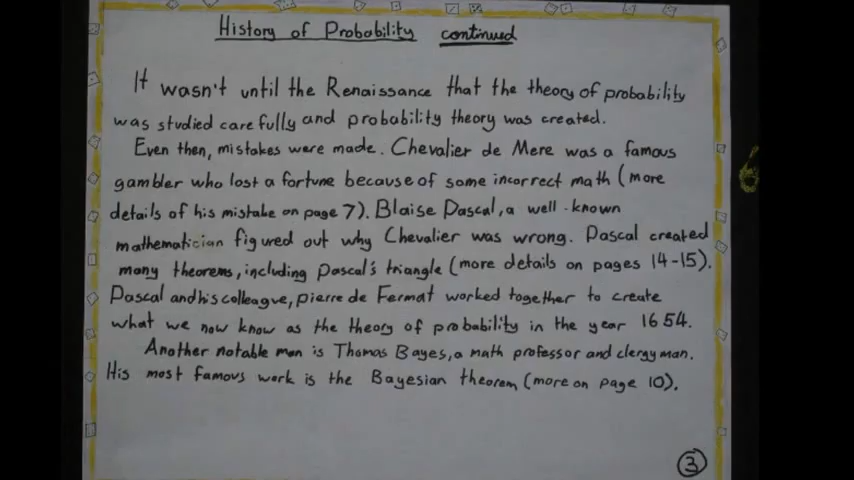 History of Probability continued
It wasn't until the Renaissance that the theory of probability
was studied carefully and probability theory was created.
Even then, mistakes were made. Chevalier de Mere was a famous
gambler who lost a fortune because of some incorrect math (more
details of his mistake on page 7). Blaise Pascal, a well-known
mathematician figured out why Chevalier was wrong. Pascal created
many theorems, including Pascal's triangle (more details on pages 14-15).
Pascal and his colleague, pierre de Fermat worked together to create
what we now know as the theory of probability in the year 1654.
Another notable man is Thomas Bayes, a math professor and clergyman.
His most famous work is the Bayesian theorem (more on page 10).
3